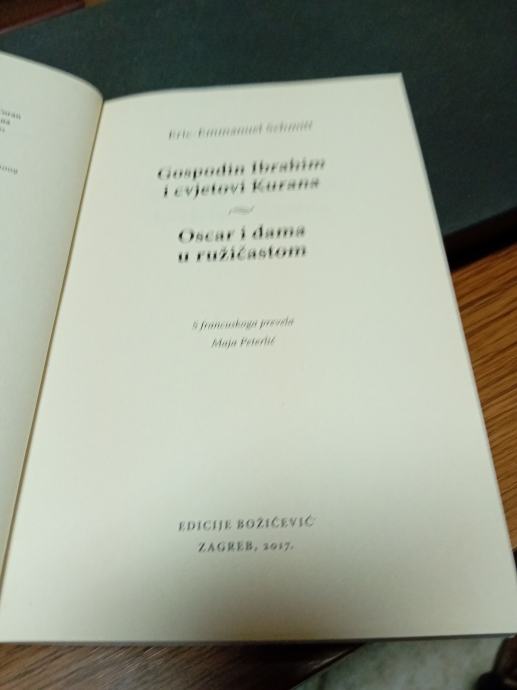 Eric-Emmanuel Schmitt
Gospodin Ibrahim
i cvjetovi Kurana
Oscar i dama
u ružičastom
S francuskoga prevela
Maja Peterlić
EDICIJE BOŽIČEVIĆ
ZAGREB, 2017.